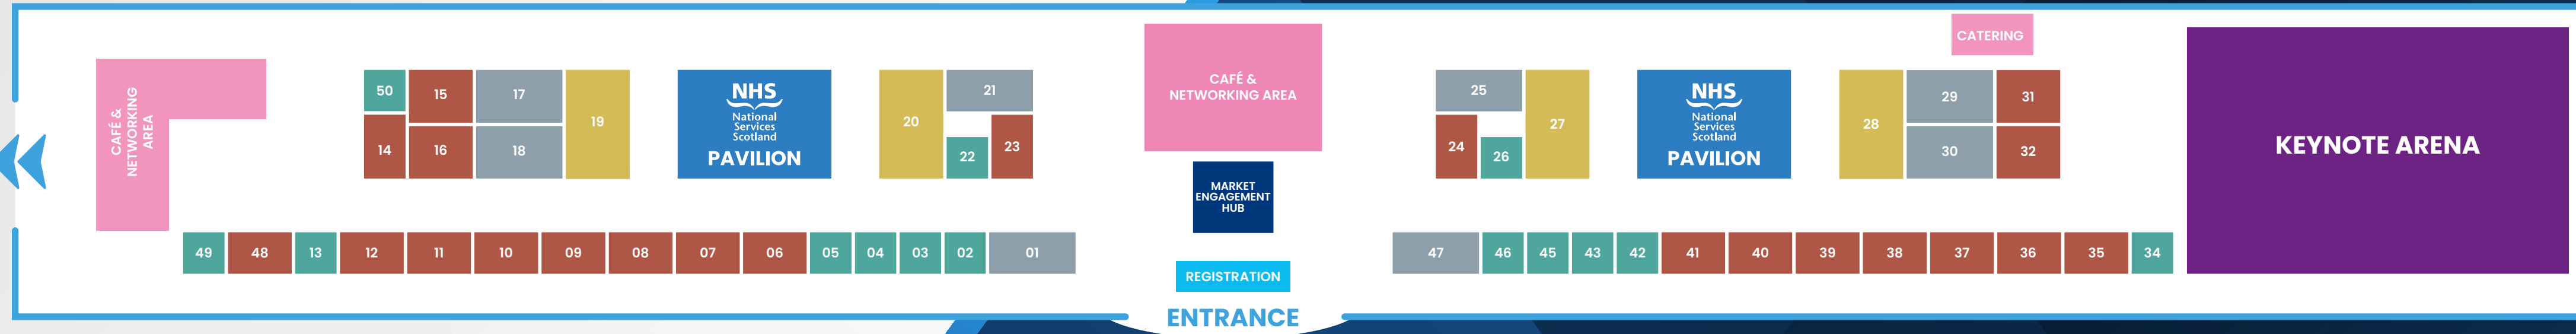 CAFÉ &
NETWORKING
AREA
50
15
17
19
14
16
18
NHS
National
Services
Scotland
PAVILION
20
21
22
23
CAFÉ &
NETWORKING AREA
MARKET
ENGAGEMENT
HUB
REGISTRATION
ENTRANCE
25
27
24
26
NHS
National
Services
Scotland
PAVILION
CATERING
28
29
31
30
32
KEYNOTE ARENA
49
48
13
12
11
10
09
08
07
06
05
04
03
02
01
47
46
45
43
42
41
40
39
38
37
36
35
34